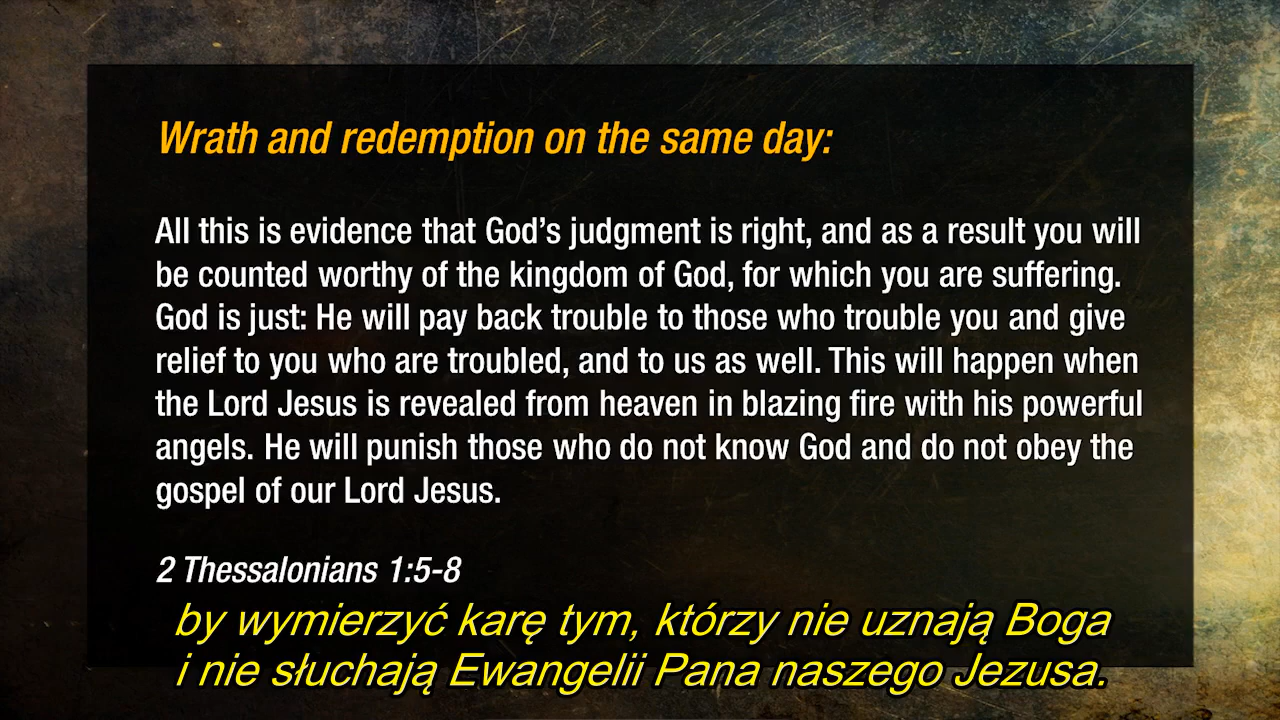 Wrath and redemption on the same day:
All this is evidence that God’s judgment is right, and as a result you will
be counted worthy of the kingdom of God, for which you are suffering.
God is just: He will pay back trouble to those who trouble you and give
relief to you who are troubled, and to us as well. This will happen when
the Lord Jesus is revealed from heaven in blazing fire with his powerful
angels. He will punish those who do not know God and do not obey the
gospel of our Lord Jesus.
2 Thessalonians 1:5-8
by wymierzyć karę tym, którzy nie uznają Boga
i nie słuchają Ewangelii Pana naszego Jezusa.